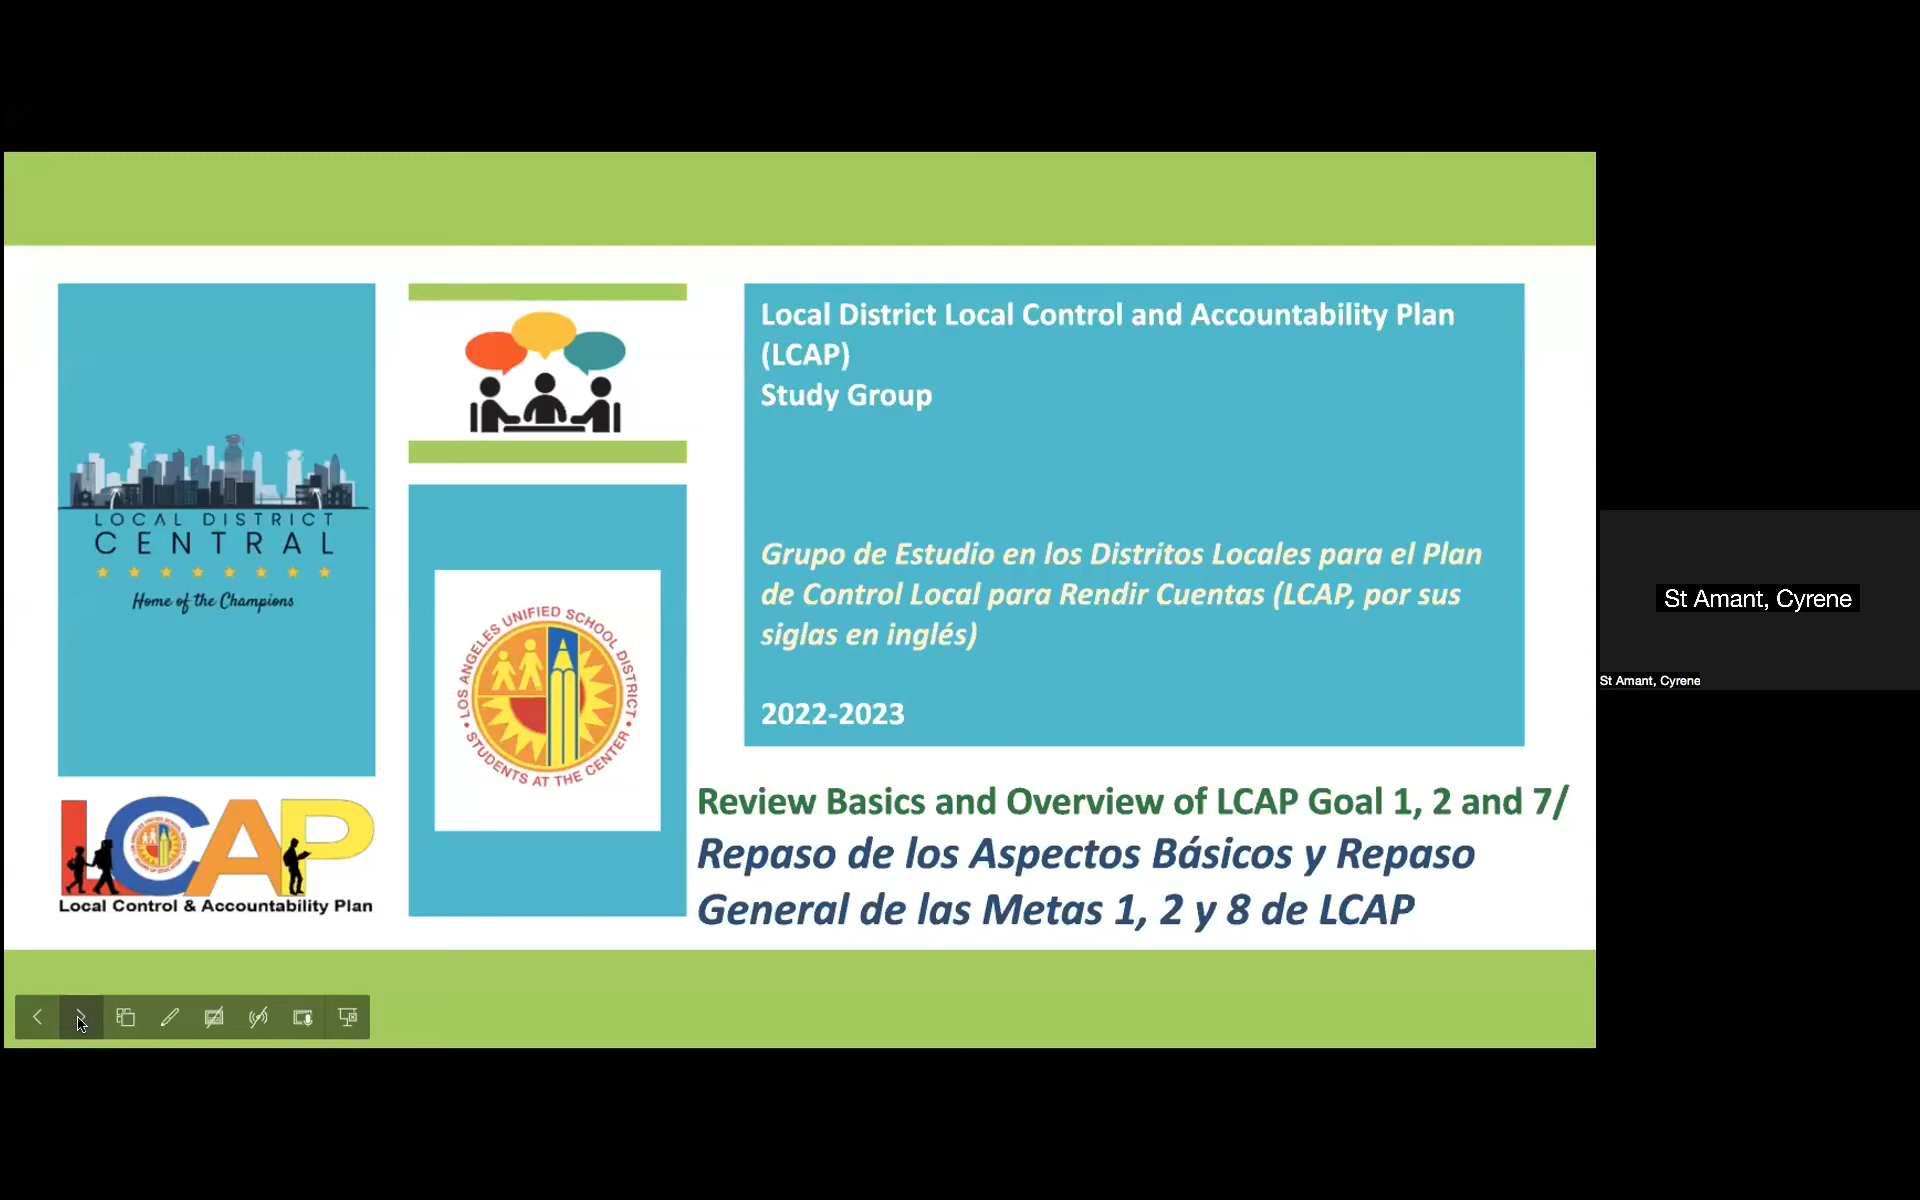 LOCAL DISTRICT
CENTRAL
Home of the Champions
LCAP
Local Control & Accountability Plan
LOS ANGELES UNIFIED SCHOOL DISTRICT
• STUDENTS AT THE CENTER •
Local District Local Control and Accountability Plan
(LCAP)
Study Group
Grupo de Estudio en los Distritos Locales para el Plan
de Control Local para Rendir Cuentas (LCAP, por sus
siglas en inglés)
2022-2023
Review Basics and Overview of LCAP Goal 1, 2 and 7/
Repaso de los Aspectos Básicos y Repaso
General de las Metas 1, 2 y 8 de LCAP
St Amant, Cyrene
St Amant, Cyrene